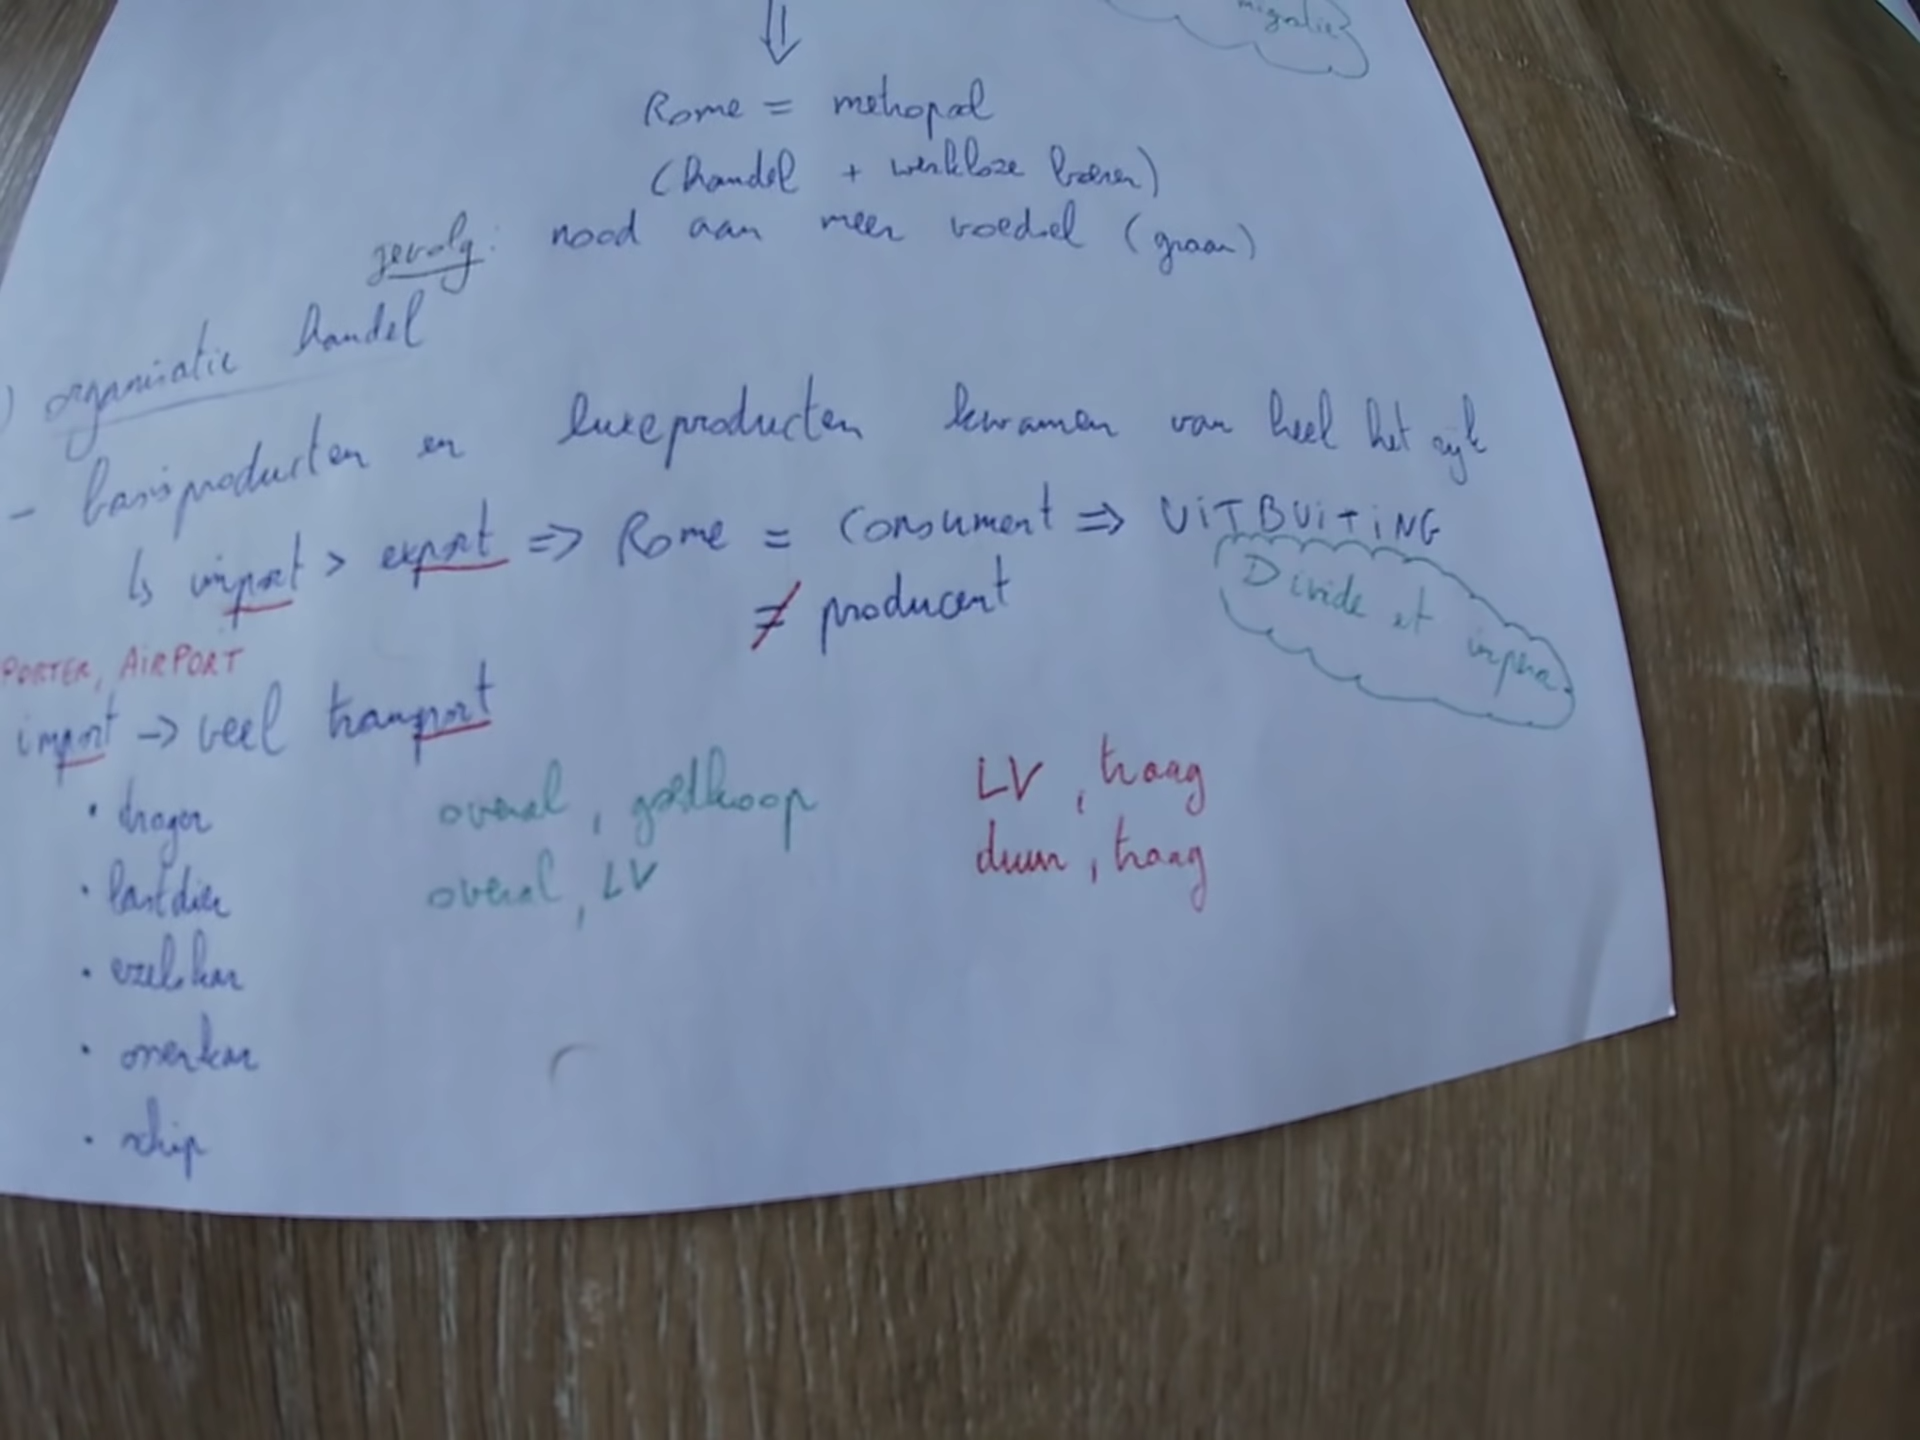 migratie
⇓
Rome = metropool
(handel + werkloze boeren)
gevolg: nood aan meer voedsel (graan)
) organisatie handel
- basisproducten en luxeproducten kwamen van heel het rijk
↳ import > export => Rome = consument => UITBUITING
≠ producent
Divide et impera
PORTER, AIRPORT
import -> veel transport
• drager overal, goedkoop LV, traag
• lastdier overal, LV duur, traag
• ezelskar
• ossenkar
• schip